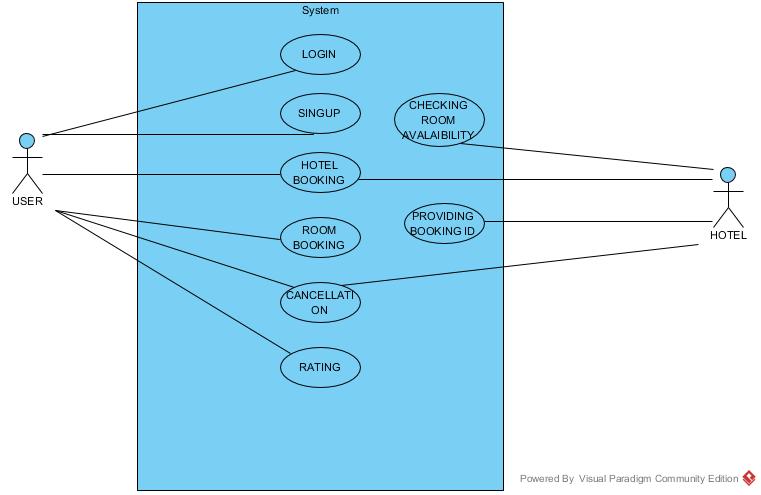 System
LOGIN
SINGUP
CHECKING
ROOM
AVALAIBILITY
HOTEL
BOOKING
USER
PROVIDING
BOOKING ID
HOTEL
ROOM
BOOKING
CANCELLATI
ON
RATING
Powered By Visual Paradigm Community Edition